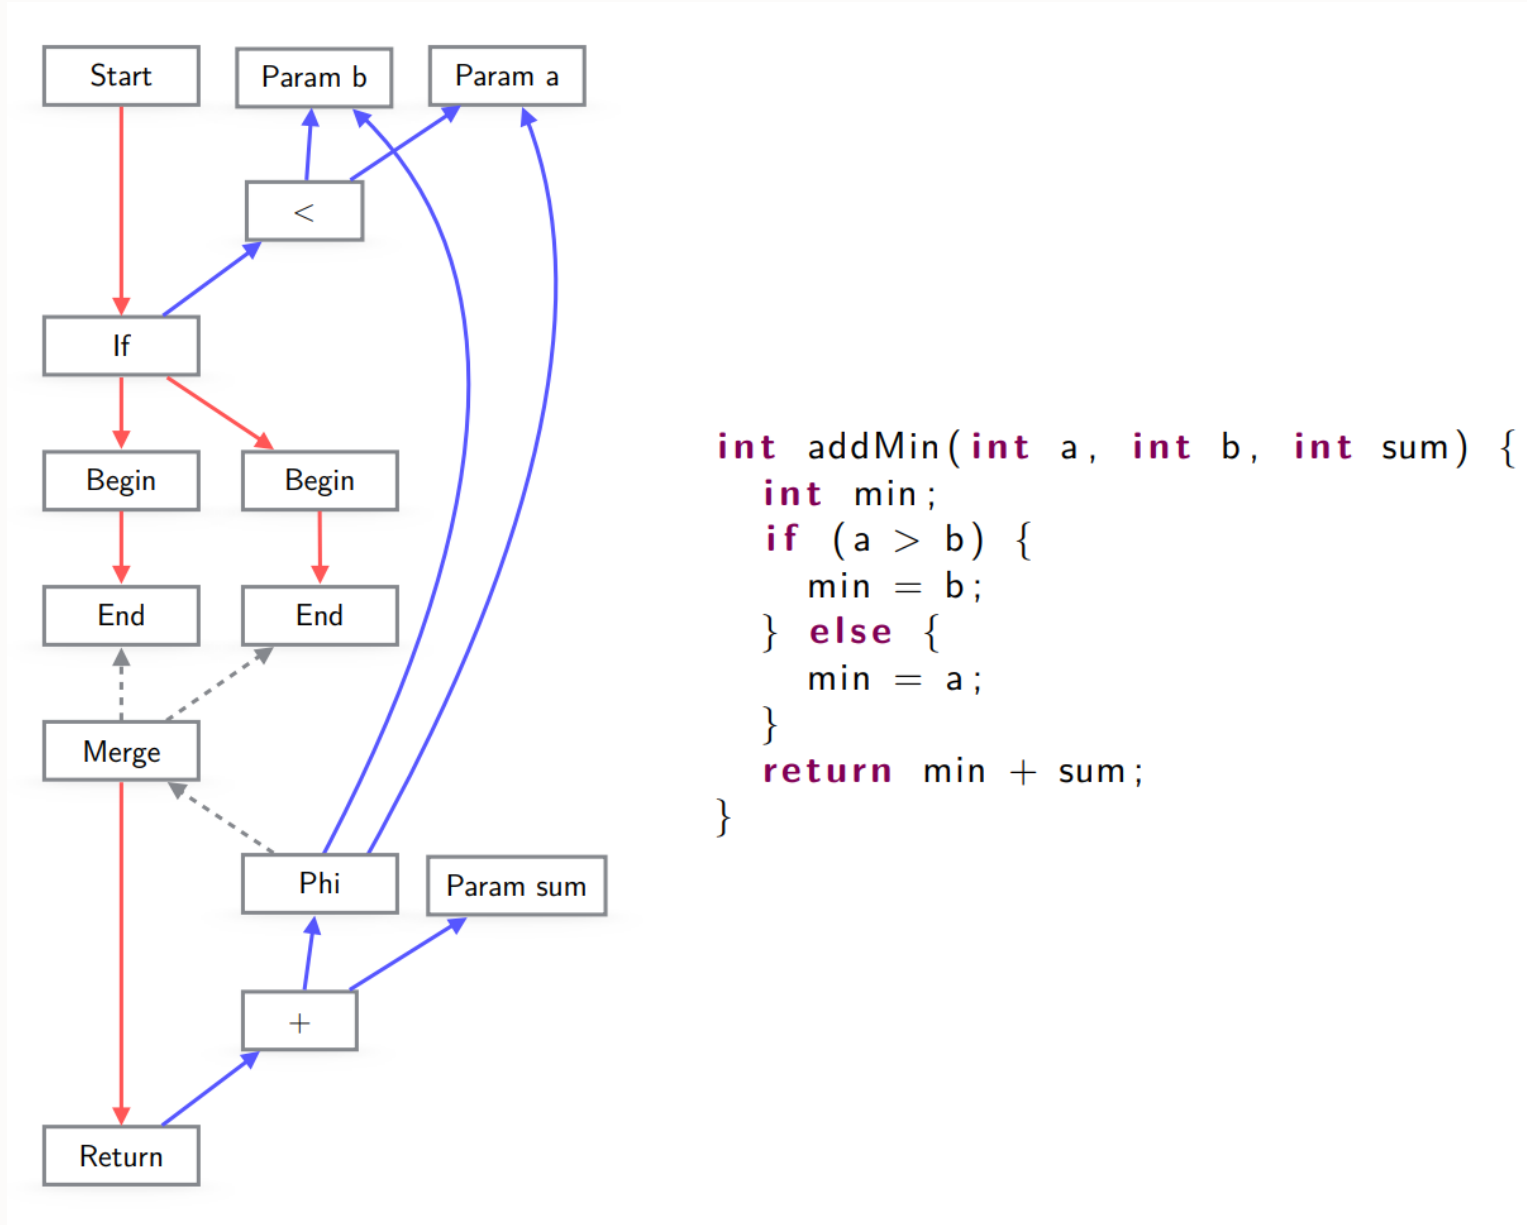 Start
Param b
Param a
<
If
Begin
Begin
End
End
Merge
Phi
Param sum
+
Return
int addMin(int a, int b, int sum) {
int min;
if (a > b) {
min = b;
} else {
min = a;
}
return min + sum;
}